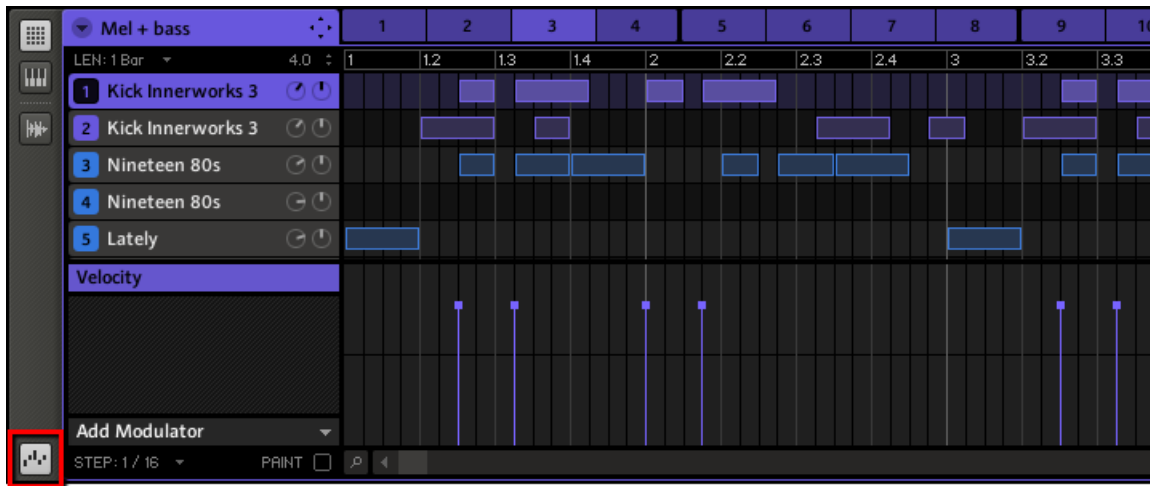 Mel + bass 1 2 3 4 5 6 7 8 9 10
LEN: 1 Bar 4.0 1 1.2 1.3 1.4 2 2.2 2.3 2.4 3 3.2 3.3
1 Kick Innerworks 3
2 Kick Innerworks 3
3 Nineteen 80s
4 Nineteen 80s
5 Lately
Velocity
Add Modulator
STEP: 1 / 16 PAINT